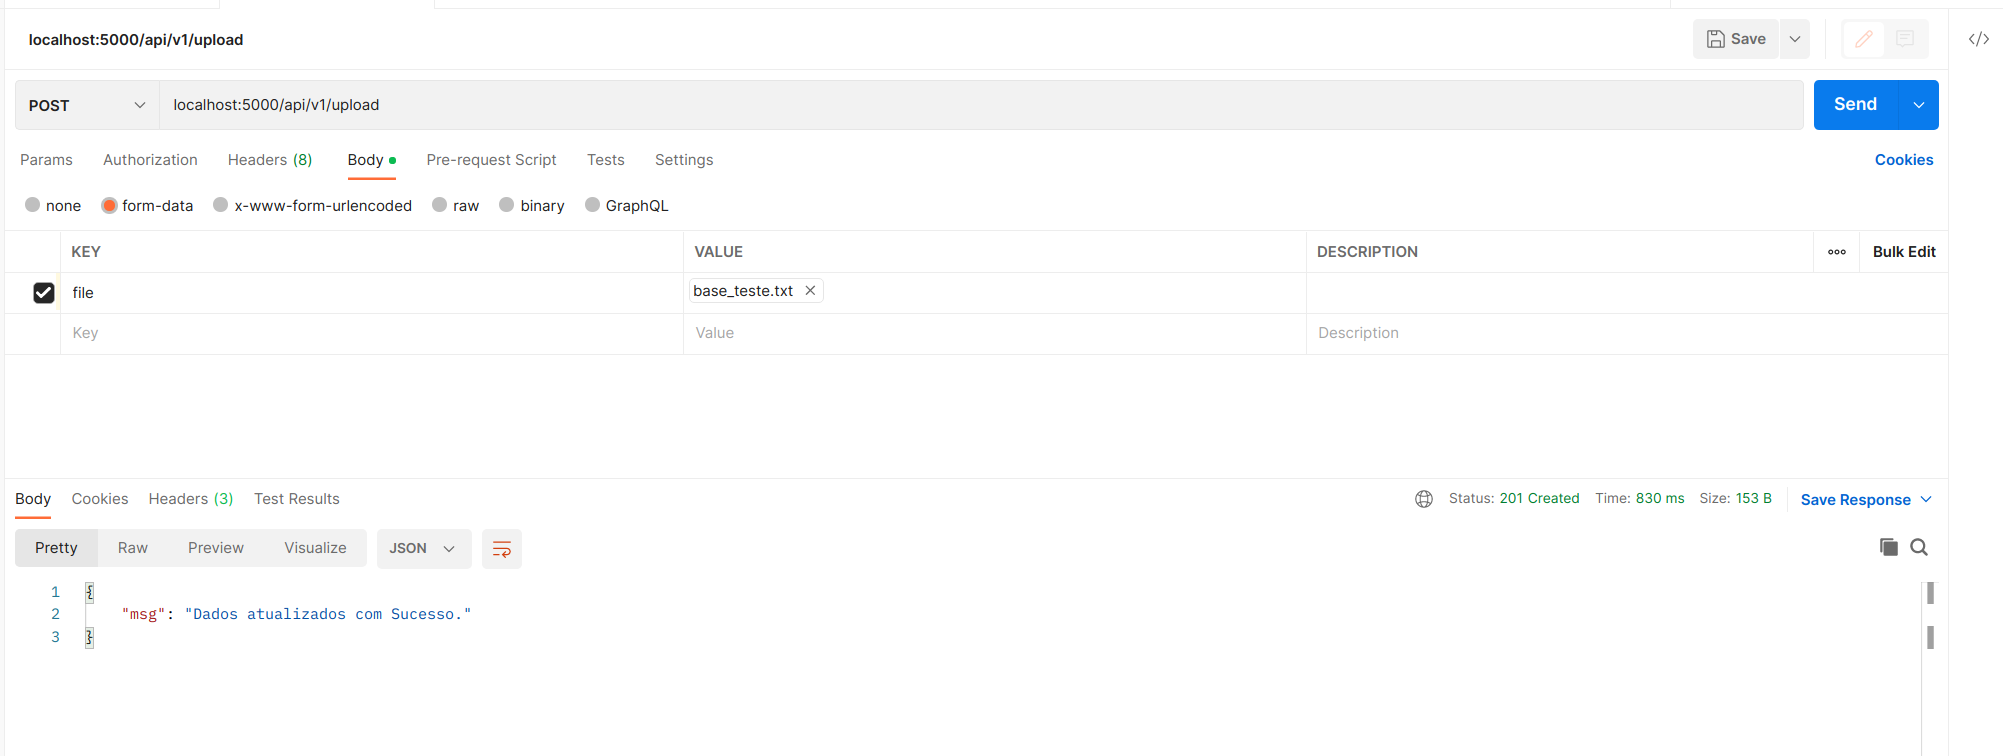 localhost:5000/api/v1/upload
Save
POST
localhost:5000/api/v1/upload
Send
Params Authorization Headers (8) Body Pre-request Script Tests Settings Cookies
none form-data x-www-form-urlencoded raw binary GraphQL
KEY VALUE DESCRIPTION Bulk Edit
file base_teste.txt
Key Value Description
Body Cookies Headers (3) Test Results Status: 201 Created Time: 830 ms Size: 153 B Save Response
Pretty Raw Preview Visualize JSON
1 {
2 "msg": "Dados atualizados com Sucesso."
3 }